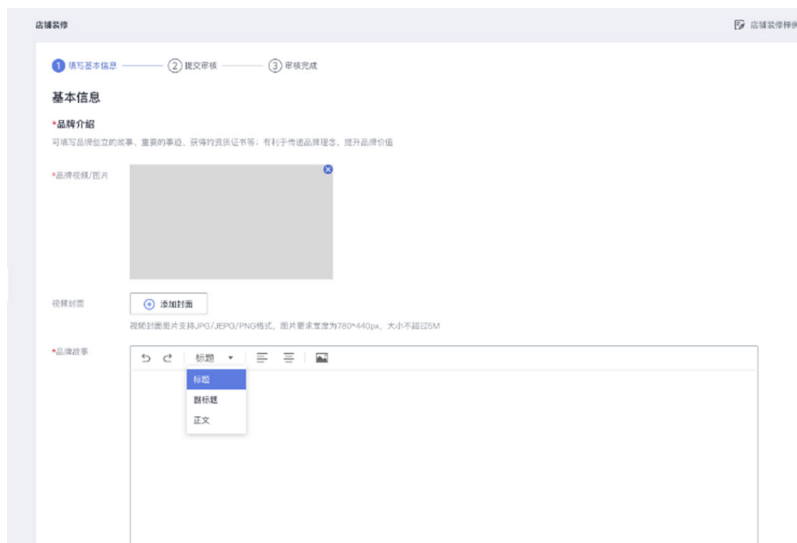 店铺装修
店铺装修样例
1 填写基本信息 2 提交审核 3 审核完成
基本信息
*品牌介绍
可填写品牌创立的故事、重要的事迹、获得的资质证书等；有利于传递品牌理念、提升品牌价值
*品牌视频/图片
视频封面
添加封面
视频封面图片支持JPG/JEPG/PNG格式，图片要求宽度为780*440px，大小不超过5M
*品牌故事
标题
标题
副标题
正文